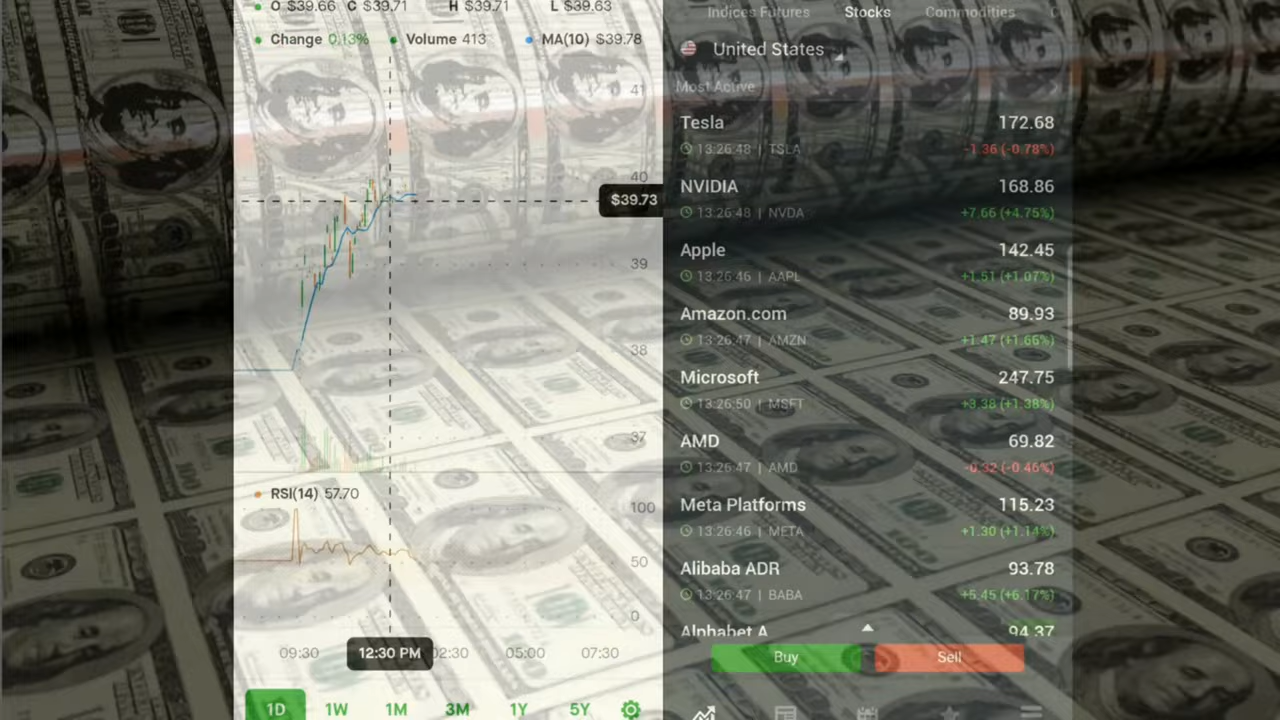 O $39.66 C $39.71 H $39.71 L $39.63
Change 0.13% Volume 413 MA(10) $39.78
41
40
$39.73
39
38
37
RSI(14) 57.70
100
50
0
09:30 12:30 PM 02:30 05:00 07:30
1D 1W 1M 3M 1Y 5Y
Indices Futures Stocks Commodities
United States
Most Active
Tesla 172.68
13:26:48 | TSLA -1.36 (-0.78%)
NVIDIA 168.86
13:26:48 | NVDA +7.66 (+4.75%)
Apple 142.45
13:26:46 | AAPL +1.51 (+1.07%)
Amazon.com 89.93
13:26:47 | AMZN +1.47 (+1.66%)
Microsoft 247.75
13:26:50 | MSFT +3.38 (+1.38%)
AMD 69.82
13:26:47 | AMD -0.32 (-0.46%)
Meta Platforms 115.23
13:26:46 | META +1.30 (+1.14%)
Alibaba ADR 93.78
13:26:47 | BABA +5.45 (+6.17%)
Alphabet A 94.37
Buy Sell